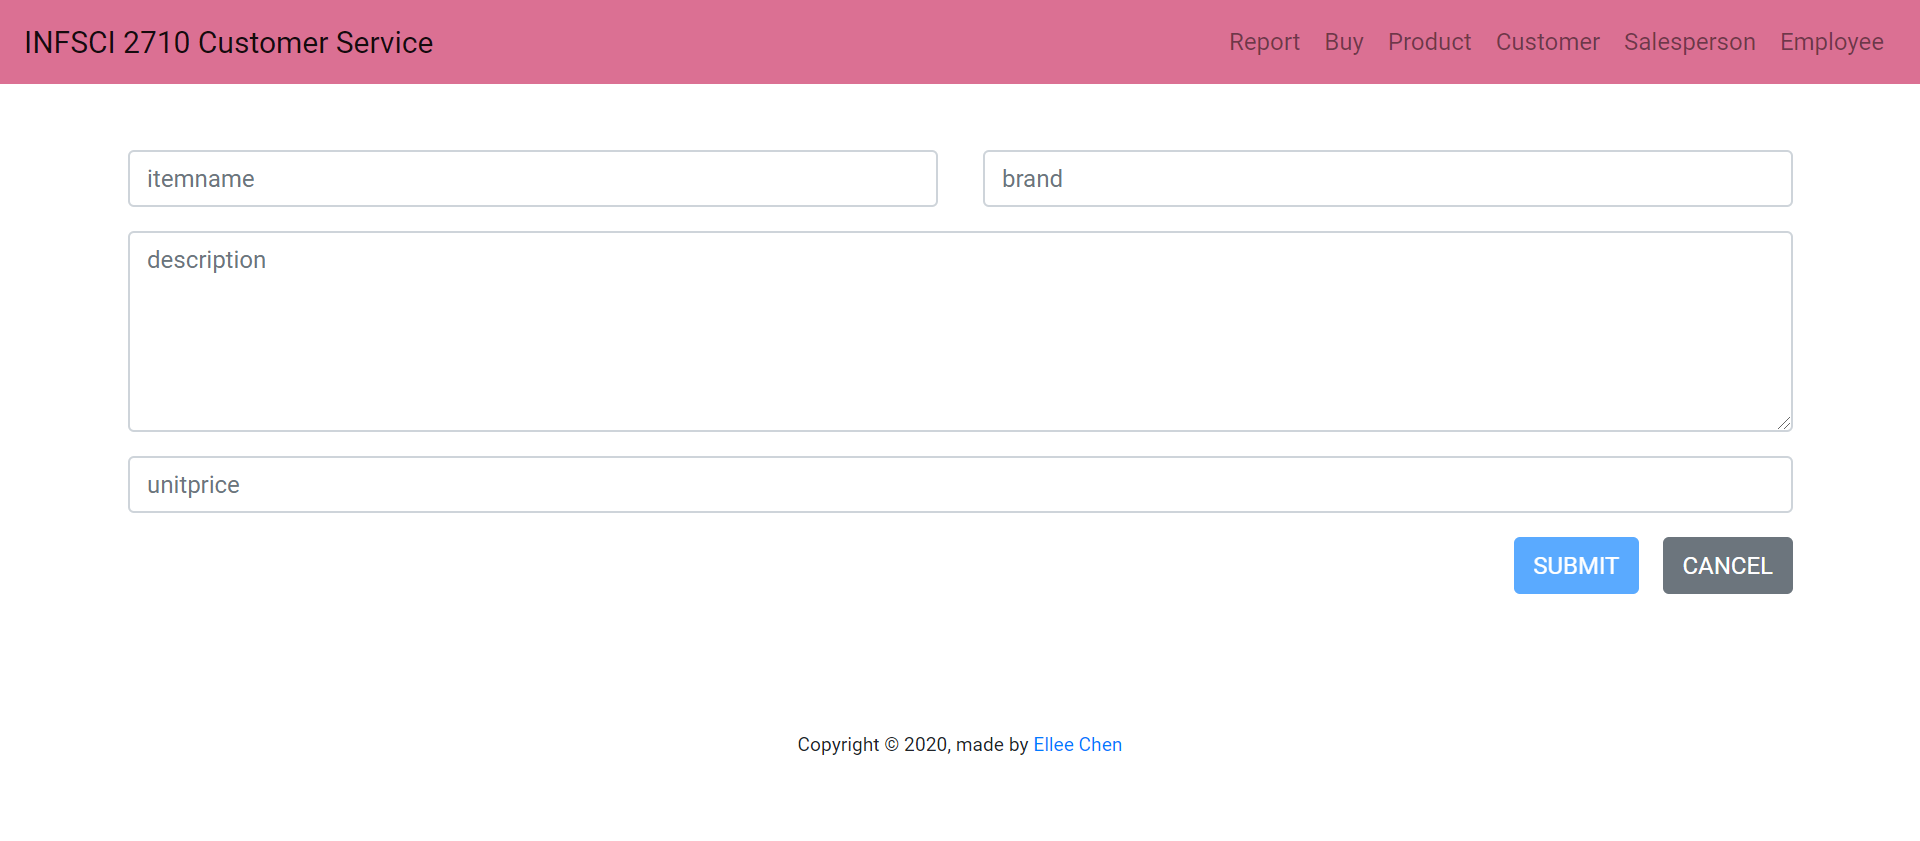 INFSCI 2710 Customer Service Report Buy Product Customer Salesperson Employee
itemname brand
description
unitprice
SUBMIT CANCEL
Copyright © 2020, made by Ellee Chen